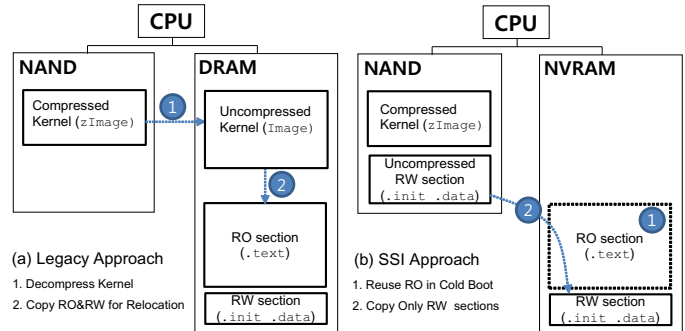 CPU
NAND
DRAM
Compressed
Kernel (zImage)
1
Uncompressed
Kernel (Image)
2
RO section
(.text)
RW section
(.init .data)
(a) Legacy Approach
1. Decompress Kernel
2. Copy RO&RW for Relocation
CPU
NAND
NVRAM
Compressed
Kernel (zImage)
Uncompressed
RW section
(.init .data)
2
1
RO section
(.text)
RW section
(.init .data)
(b) SSI Approach
1. Reuse RO in Cold Boot
2. Copy Only RW sections